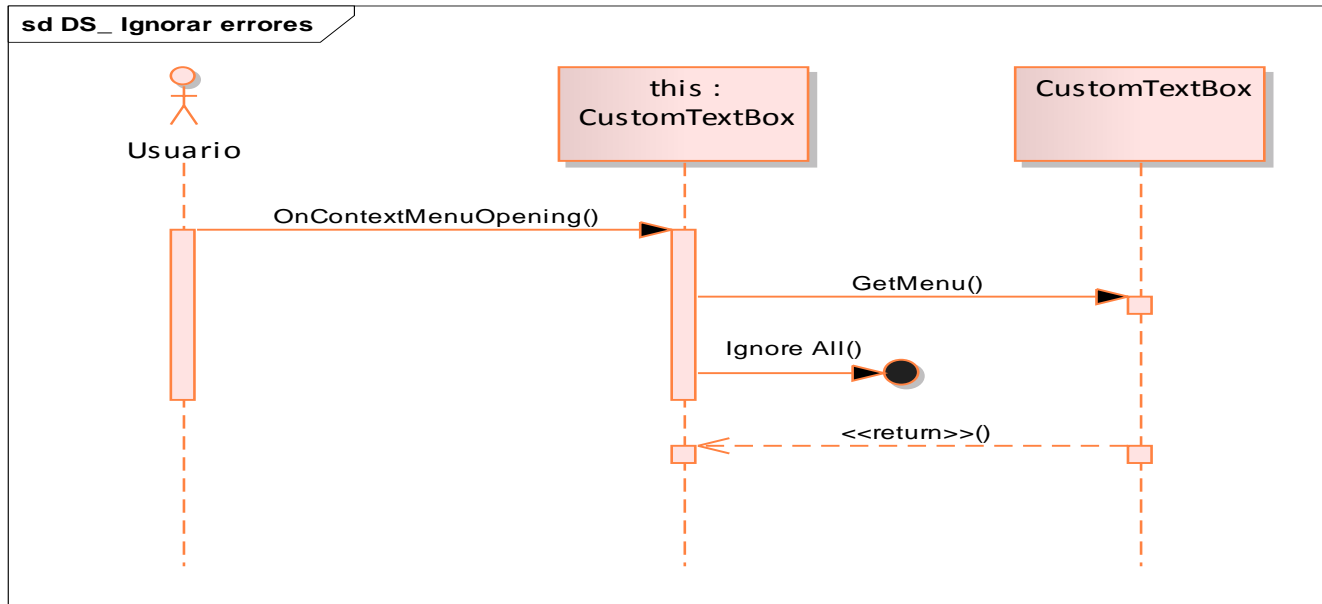 sd DS_ Ignorar errores
Usuario
this :
CustomTextBox
CustomTextBox
OnContextMenuOpening()
GetMenu()
Ignore All()
<<return>>()